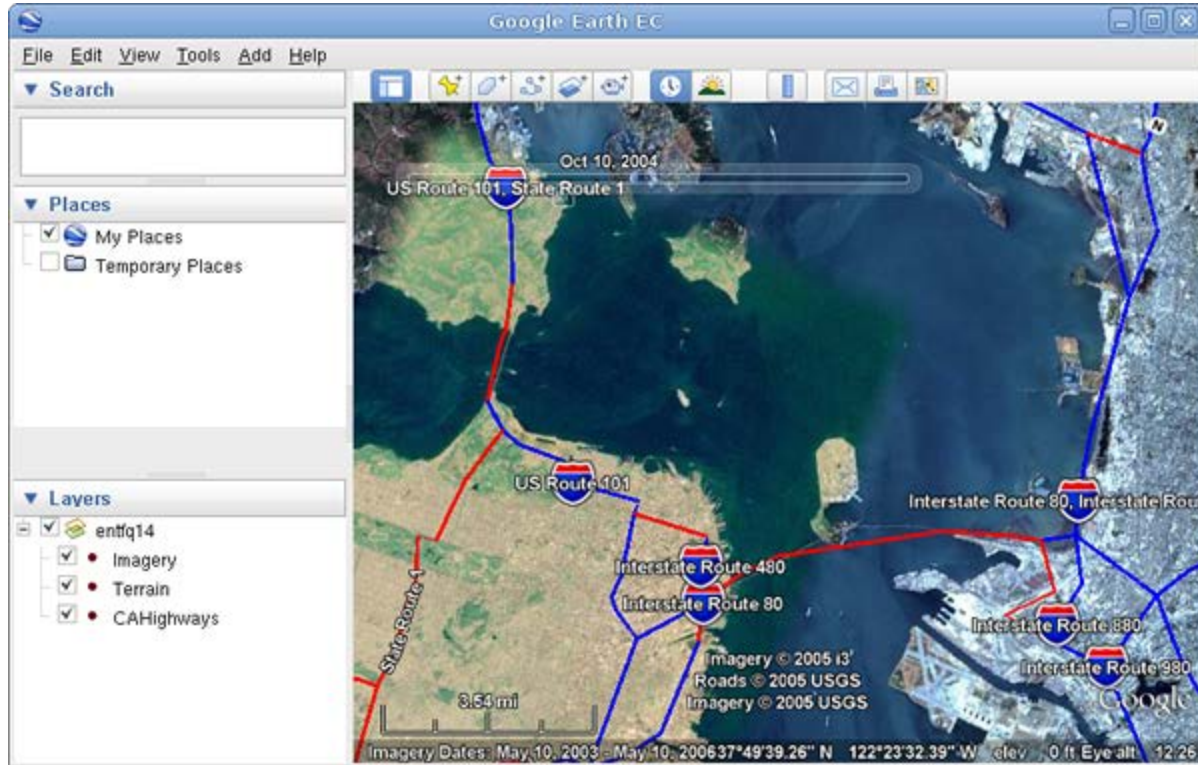 Google Earth EC
File Edit View Tools Add Help
Search
Places
My Places
Temporary Places
Layers
entfq14
Imagery
Terrain
CAHighways
N
Oct 10, 2004
US Route 101, State Route 1
US Route 101
Interstate Route 80, Interstate Rou
Interstate Route 480
Interstate Route 80
Interstate Route 880
State Route 1
Interstate Route 980
Imagery © 2005 i3
Roads © 2005 USGS
Imagery © 2005 USGS
3.54 mi
Google
Imagery Dates: May 10, 2003 - May 10, 200637°49'39.26" N 122°23'32.39" W elev 0 ft Eye alt 12.26